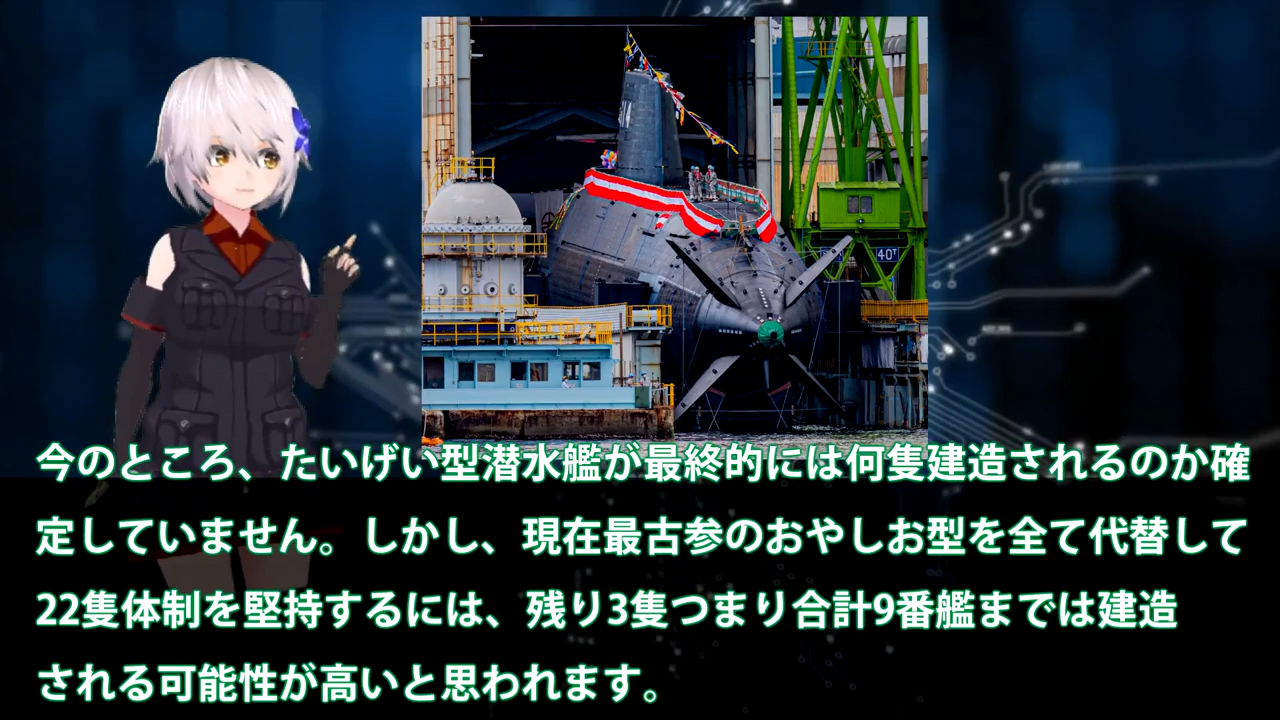 40T
今のところ、たいげい型潜水艦が最終的には何隻建造されるのか確
定していません。しかし、現在最古参のおやしお型を全て代替して
22隻体制を堅持するには、残り3隻つまり合計9番艦までは建造
される可能性が高いと思われます。